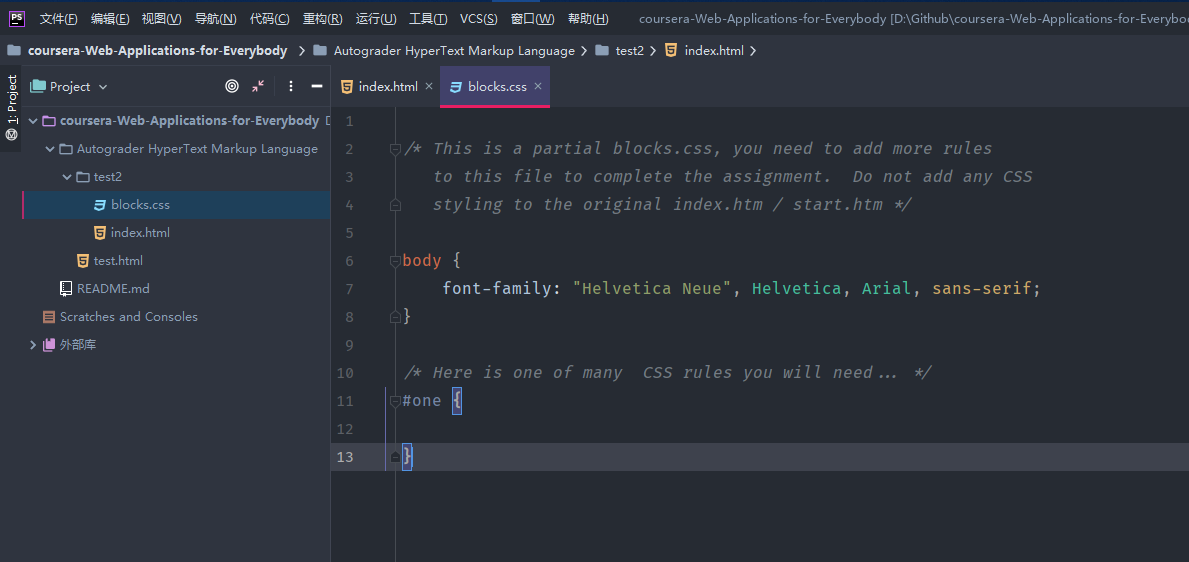 PS 文件(F) 编辑(E) 视图(V) 导航(N) 代码(C) 重构(R) 运行(U) 工具(T) VCS(S) 窗口(W) 帮助(H) coursera-Web-Applications-for-Everybody [D:\Github\coursera-Web-Applications-for-Everybo
coursera-Web-Applications-for-Everybody Autograder HyperText Markup Language test2 index.html
1: Project
Project
coursera-Web-Applications-for-Everybody
Autograder HyperText Markup Language
test2
blocks.css
index.html
test.html
README.md
Scratches and Consoles
外部库
index.html × blocks.css ×
1
2 /* This is a partial blocks.css, you need to add more rules
3 to this file to complete the assignment.  Do not add any CSS
4 styling to the original index.htm / start.htm */
5
6 body {
7 font-family: "Helvetica Neue", Helvetica, Arial, sans-serif;
8 }
9
10 /* Here is one of many  CSS rules you will need... */
11 #one {
12
13 }